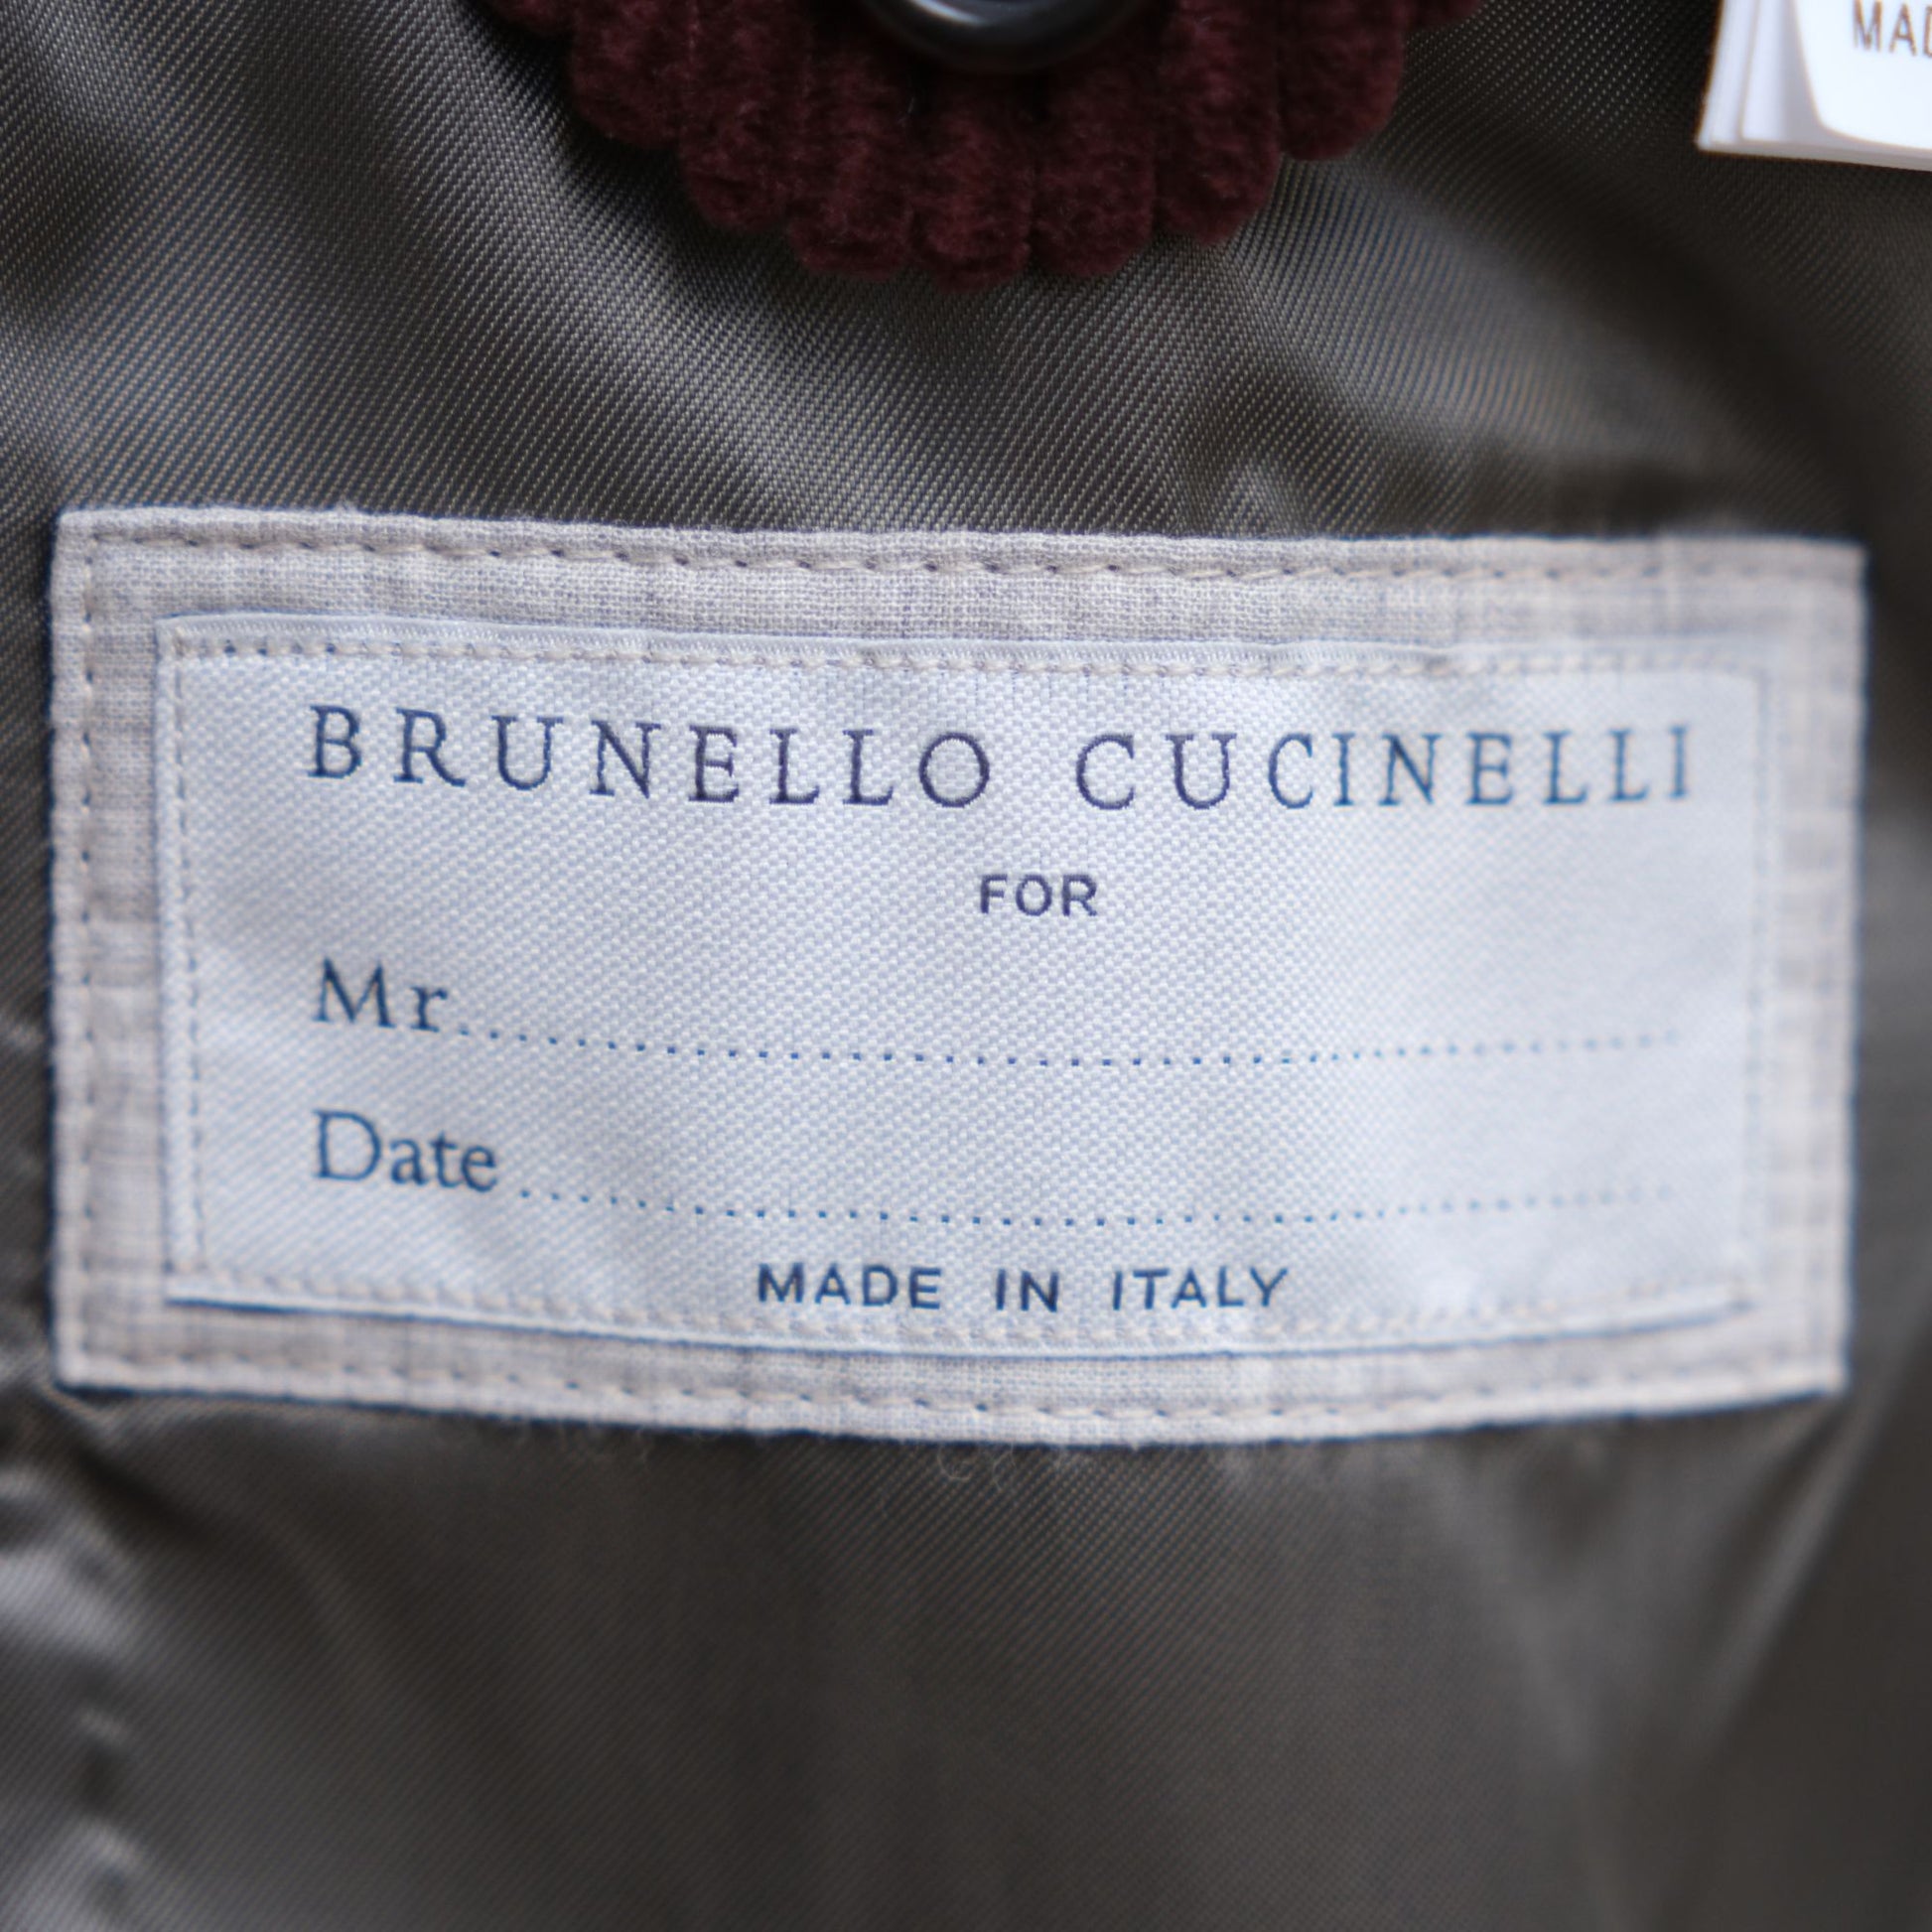 BRUNELLO CUCINELLI
FOR
Mr..............................
Date..............................
MADE IN ITALY